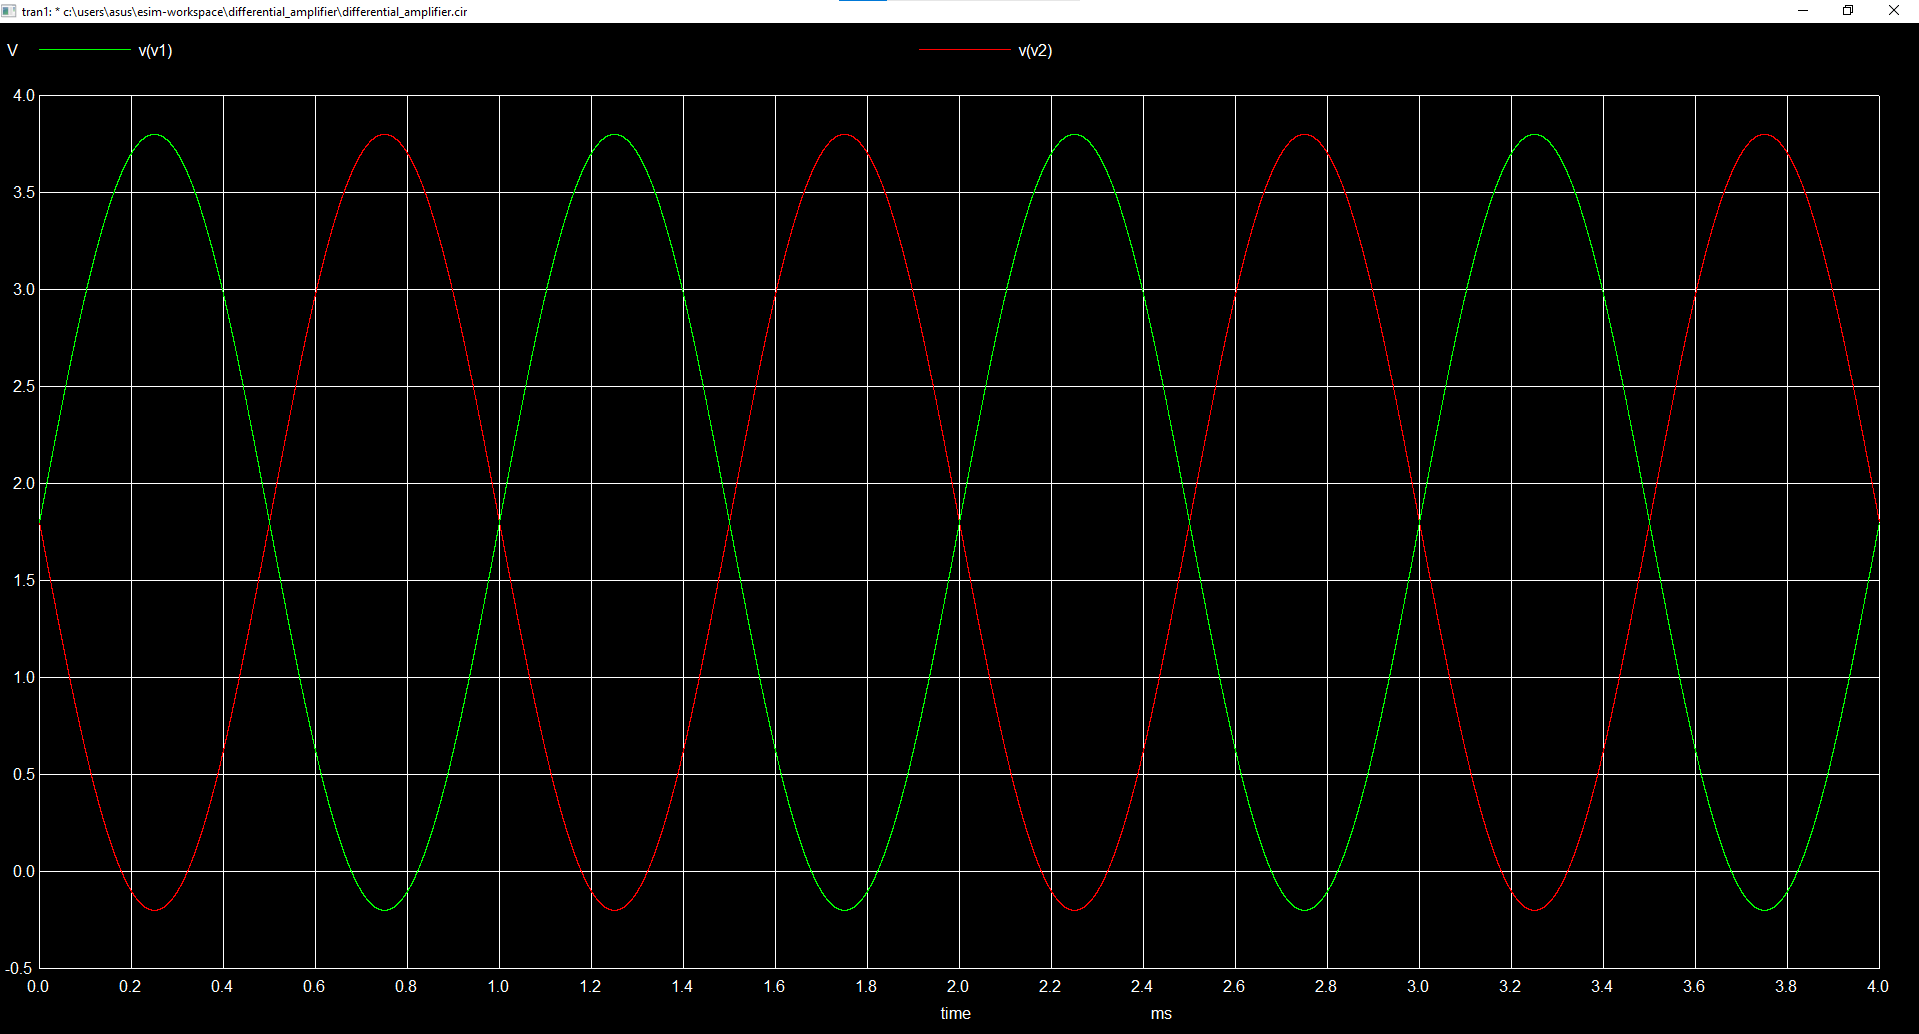 tran1: * c:\users\asus\esim-workspace\differential_amplifier\differential_amplifier.cir
V v(v1) v(v2)
4.0
3.5
3.0
2.5
2.0
1.5
1.0
0.5
0.0
-0.5
0.0 0.2 0.4 0.6 0.8 1.0 1.2 1.4 1.6 1.8 2.0 2.2 2.4 2.6 2.8 3.0 3.2 3.4 3.6 3.8 4.0
time ms